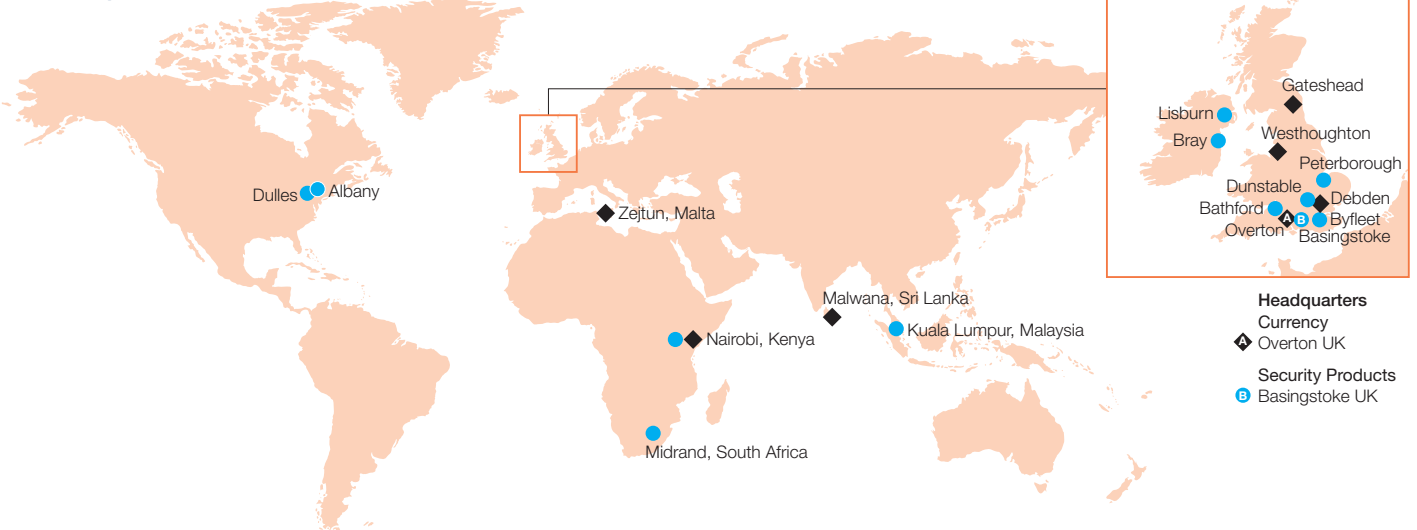 Dulles
Albany
Zejtun, Malta
Malwana, Sri Lanka
Kuala Lumpur, Malaysia
Nairobi, Kenya
Midrand, South Africa
Gateshead
Lisburn
Bray
Westhoughton
Peterborough
Dunstable
Debden
Bathford
A
B
Byfleet
Overton
Basingstoke
Headquarters
Currency
A Overton UK
Security Products
B Basingstoke UK